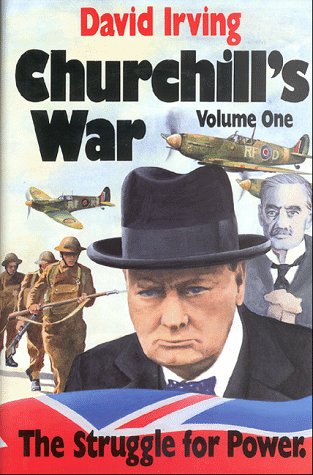 David Irving
Churchill's
War
Volume One
RF D
The Struggle for Power.